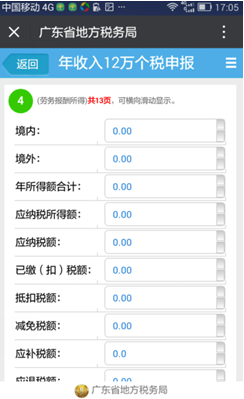 中国移动 4G 17:05
广东省地方税务局
返回 年收入12万个税申报
4 (劳务报酬所得)共13页，可横向滑动显示。
境内： 0.00
境外： 0.00
年所得额合计： 0.00
应纳税所得额： 0.00
应纳税额： 0.00
已缴（扣）税额： 0.00
抵扣税额： 0.00
减免税额： 0.00
应补税额： 0.0
应退税额： 0.00
广东省地方税务局